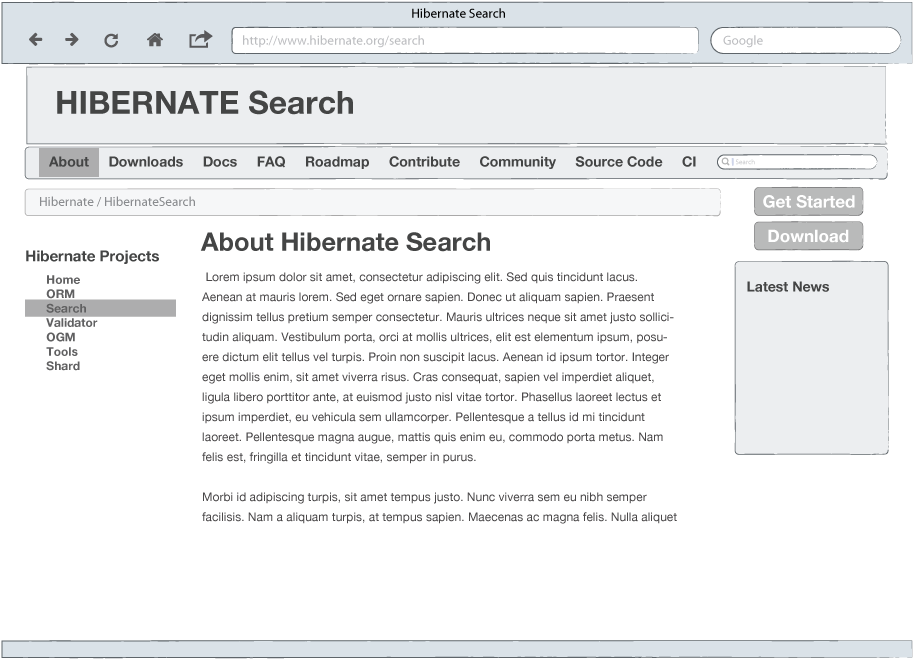 Hibernate Search
http://www.hibernate.org/search
Google
HIBERNATE Search
About Downloads Docs FAQ Roadmap Contribute Community Source Code CI Search
Hibernate / HibernateSearch
Get Started
Download
Hibernate Projects
Home
ORM
Search
Validator
OGM
Tools
Shard
About Hibernate Search
Lorem ipsum dolor sit amet, consectetur adipiscing elit. Sed quis tincidunt lacus.
Aenean at mauris lorem. Sed eget ornare sapien. Donec ut aliquam sapien. Praesent
dignissim tellus pretium semper consectetur. Mauris ultrices neque sit amet justo sollici-
tudin aliquam. Vestibulum porta, orci at mollis ultrices, elit est elementum ipsum, posu-
ere dictum elit tellus vel turpis. Proin non suscipit lacus. Aenean id ipsum tortor. Integer
eget mollis enim, sit amet viverra risus. Cras consequat, sapien vel imperdiet aliquet,
ligula libero porttitor ante, at euismod justo nisl vitae tortor. Phasellus laoreet lectus et
ipsum imperdiet, eu vehicula sem ullamcorper. Pellentesque a tellus id mi tincidunt
laoreet. Pellentesque magna augue, mattis quis enim eu, commodo porta metus. Nam
felis est, fringilla et tincidunt vitae, semper in purus.
Morbi id adipiscing turpis, sit amet tempus justo. Nunc viverra sem eu nibh semper
facilisis. Nam a aliquam turpis, at tempus sapien. Maecenas ac magna felis. Nulla aliquet
Latest News